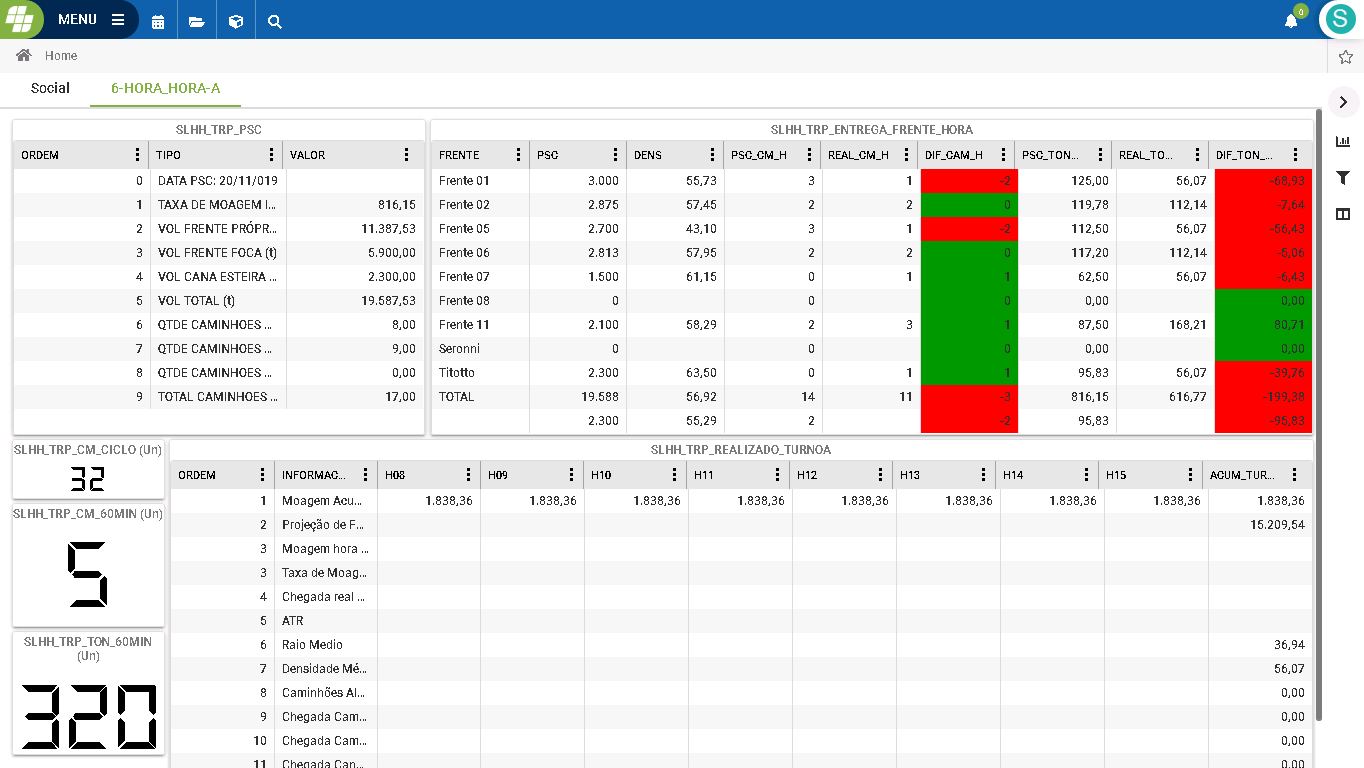 MENU
0
S
Home
Social 6-HORA_HORA-A
SLHH_TRP_PSC
ORDEM TIPO VALOR
0 DATA PSC: 20/11/019
1 TAXA DE MOAGEM I... 816,15
2 VOL FRENTE PRÓPR... 11.387,53
3 VOL FRENTE FOCA (t) 5.900,00
4 VOL CANA ESTEIRA ... 2.300,00
5 VOL TOTAL (t) 19.587,53
6 QTDE CAMINHOES ... 8,00
7 QTDE CAMINHOES ... 9,00
8 QTDE CAMINHOES ... 0,00
9 TOTAL CAMINHOES ... 17,00
SLHH_TRP_ENTREGA_FRENTE_HORA
FRENTE PSC DENS PSC_CM_H REAL_CM_H DIF_CAM_H PSC_TON... REAL_TO... DIF_TON_...
Frente 01 3.000 55,73 3 1 -2 125,00 56,07 -68,93
Frente 02 2.875 57,45 2 2 0 119,78 112,14 -7,64
Frente 05 2.700 43,10 3 1 -2 112,50 56,07 -56,43
Frente 06 2.813 57,95 2 2 0 117,20 112,14 -5,06
Frente 07 1.500 61,15 0 1 1 62,50 56,07 -6,43
Frente 08 0 0 0 0,00 0,00
Frente 11 2.100 58,29 2 3 1 87,50 168,21 80,71
Seronni 0 0 0 0,00 0,00
Titotto 2.300 63,50 0 1 1 95,83 56,07 -39,76
TOTAL 19.588 56,92 14 11 -3 816,15 616,77 -199,38
2.300 55,29 2 -2 95,83 -95,83
SLHH_TRP_CM_CICLO (Un)
32
SLHH_TRP_CM_60MIN (Un)
5
SLHH_TRP_TON_60MIN
(Un)
320
SLHH_TRP_REALIZADO_TURNOA
ORDEM INFORMAC... H08 H09 H10 H11 H12 H13 H14 H15 ACUM_TUR...
1 Moagem Acu... 1.838,36 1.838,36 1.838,36 1.838,36 1.838,36 1.838,36 1.838,36 1.838,36 1.838,36
2 Projeção de F... 15.209,54
3 Moagem hora ...
3 Taxa de Moag...
4 Chegada real ...
5 ATR
6 Raio Medio 36,94
7 Densidade Mé... 56,07
8 Caminhões Al... 0,00
9 Chegada Cam... 0,00
10 Chegada Cam... 0,00
11 Chegada Can... 0,00